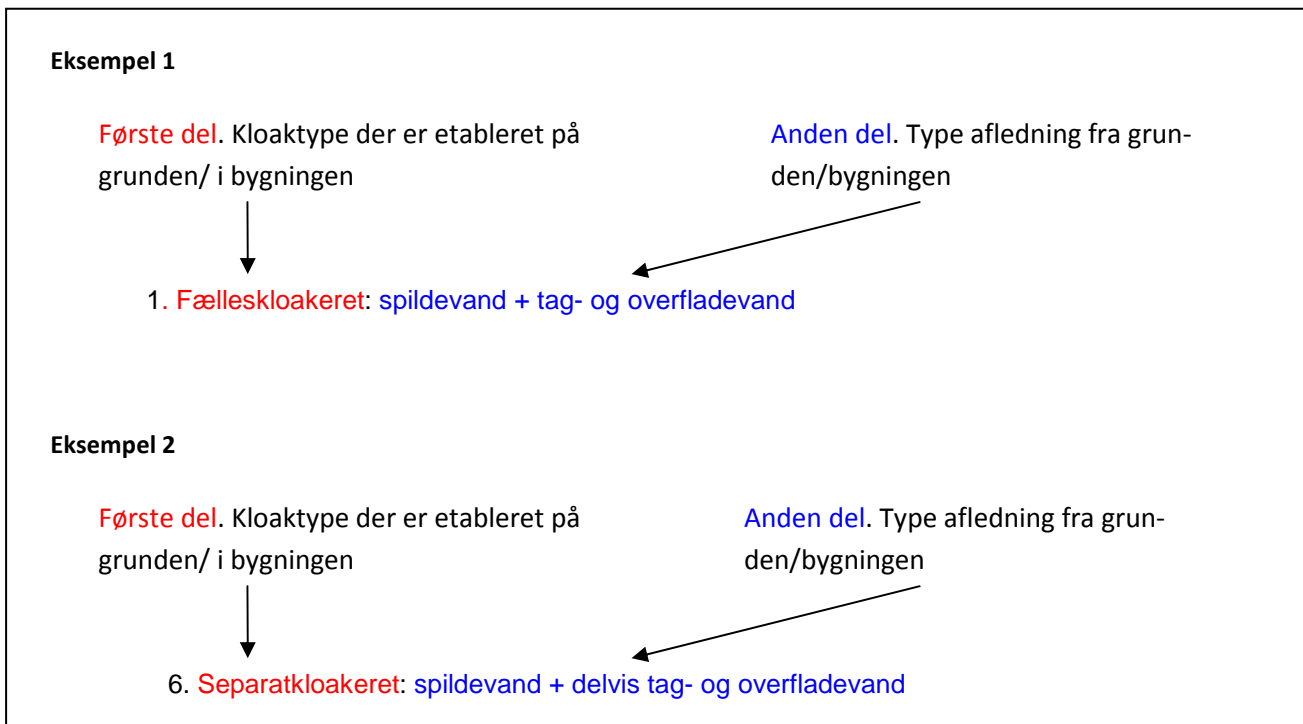 Eksempel 1
Første del. Kloaktype der er etableret på
grunden/ i bygningen
Anden del. Type afledning fra grun-
den/bygningen
1. Fælleskloakeret: spildevand + tag- og overfladevand
Eksempel 2
Første del. Kloaktype der er etableret på
grunden/ i bygningen
Anden del. Type afledning fra grun-
den/bygningen
6. Separatkloakeret: spildevand + delvis tag- og overfladevand